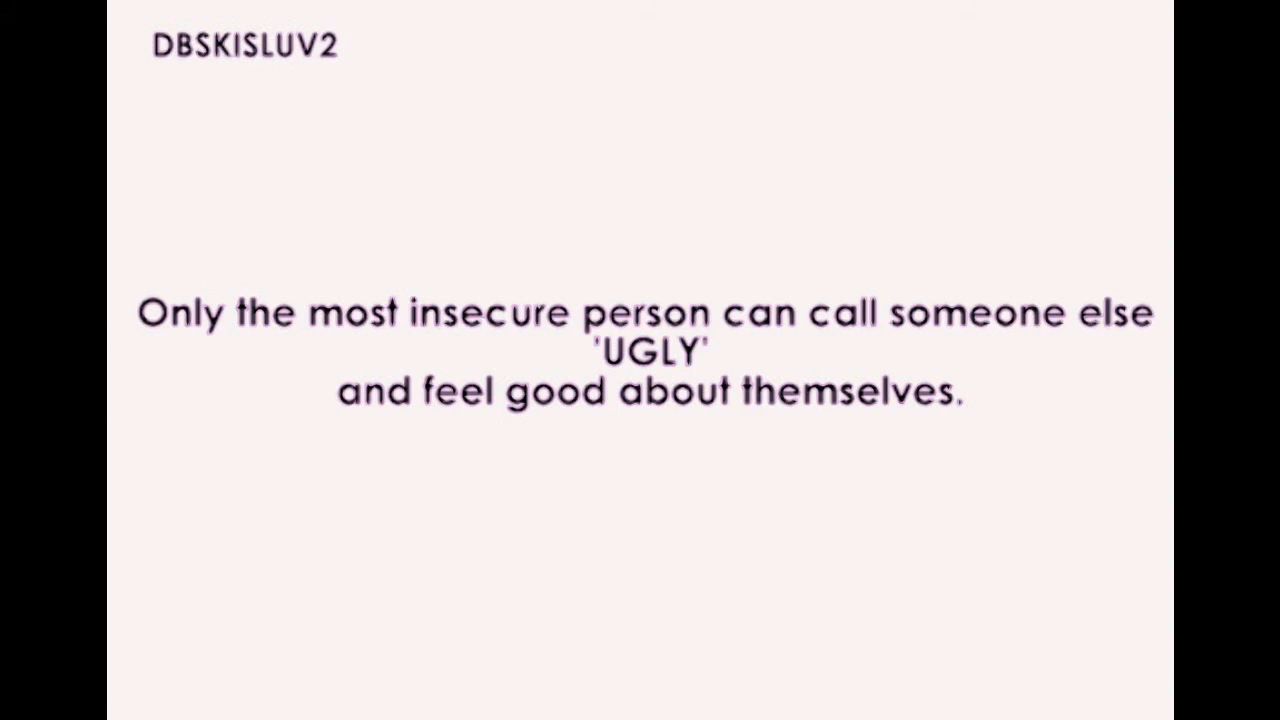 DBSKISLUV2
Only the most insecure person can call someone else
'UGLY'
and feel good about themselves.